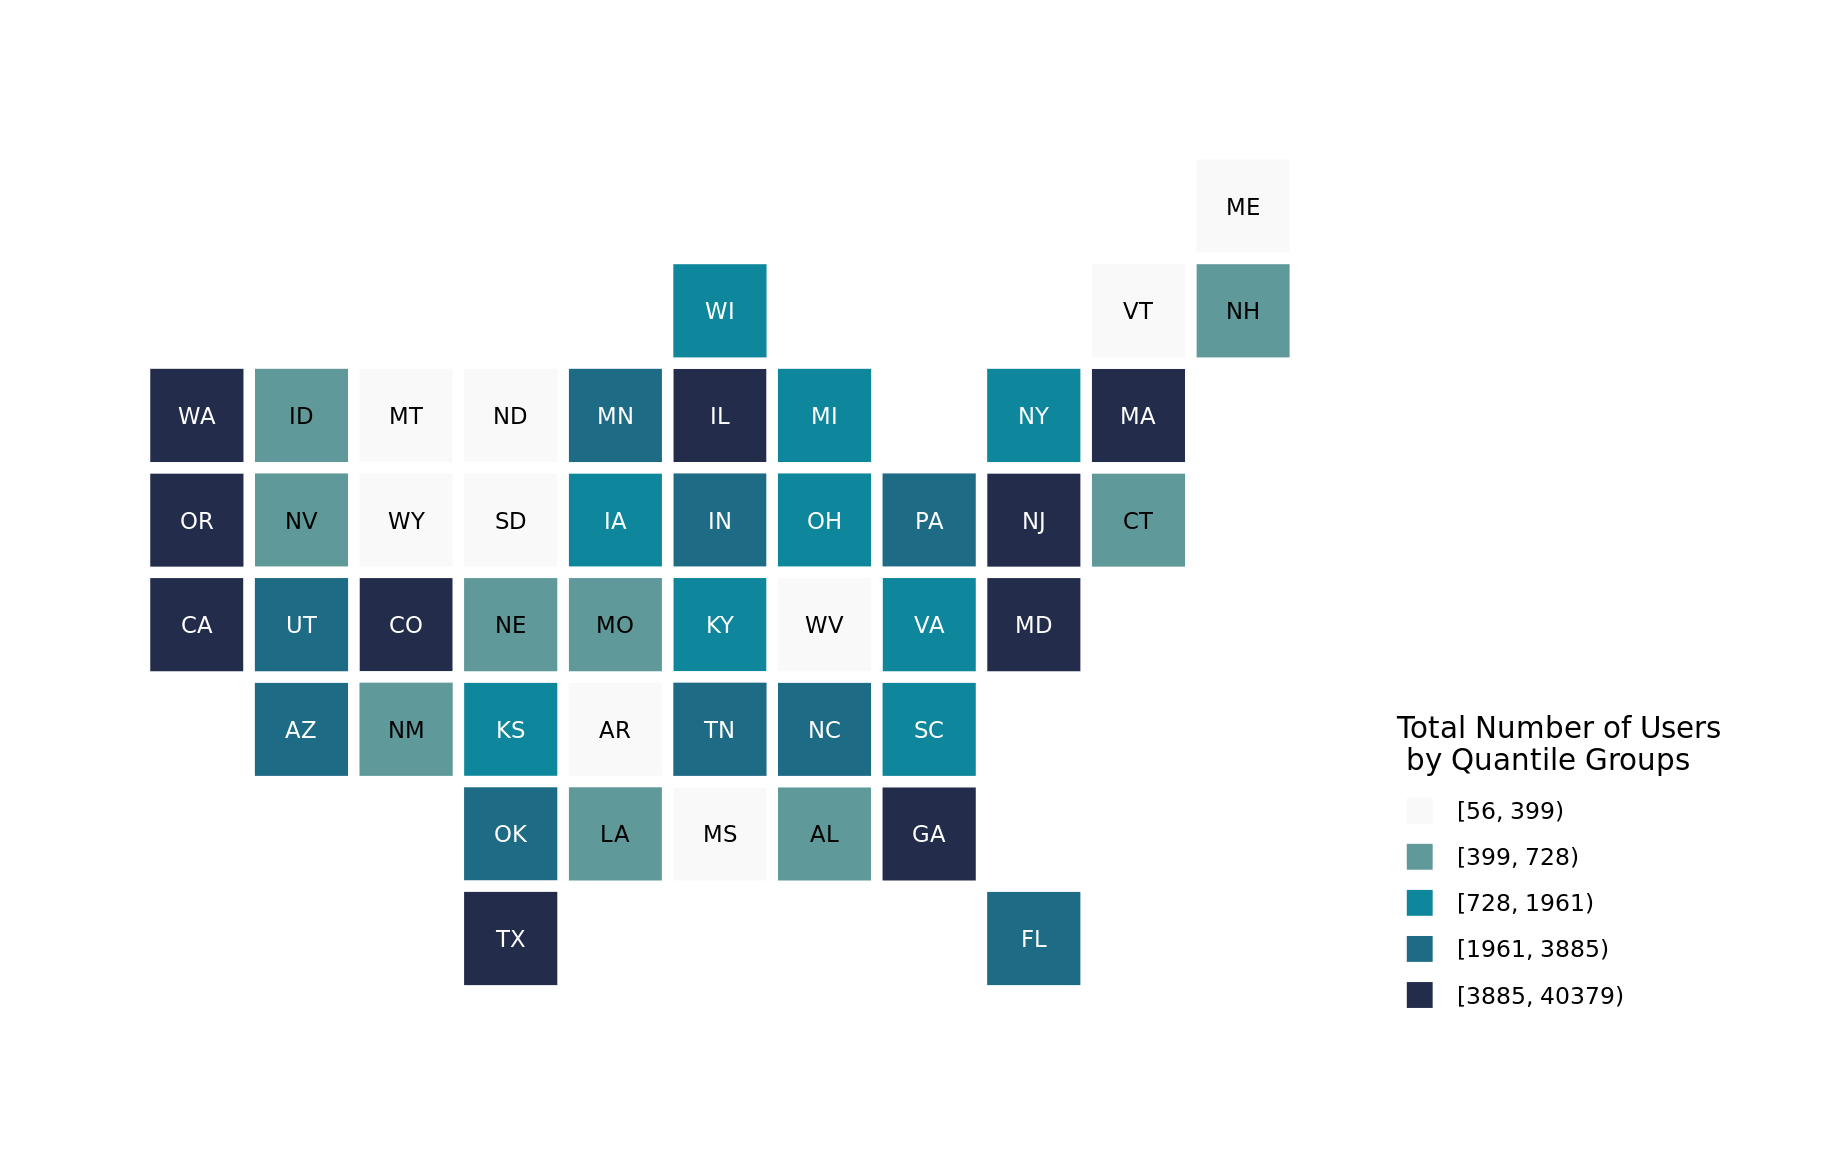 ME
WI VT NH
WA ID MT ND MN IL MI NY MA
OR NV WY SD IA IN OH PA NJ CT
CA UT CO NE MO KY WV VA MD
AZ NM KS AR TN NC SC
OK LA MS AL GA
TX FL
Total Number of Users
by Quantile Groups
[56, 399)
[399, 728)
[728, 1961)
[1961, 3885)
[3885, 40379)